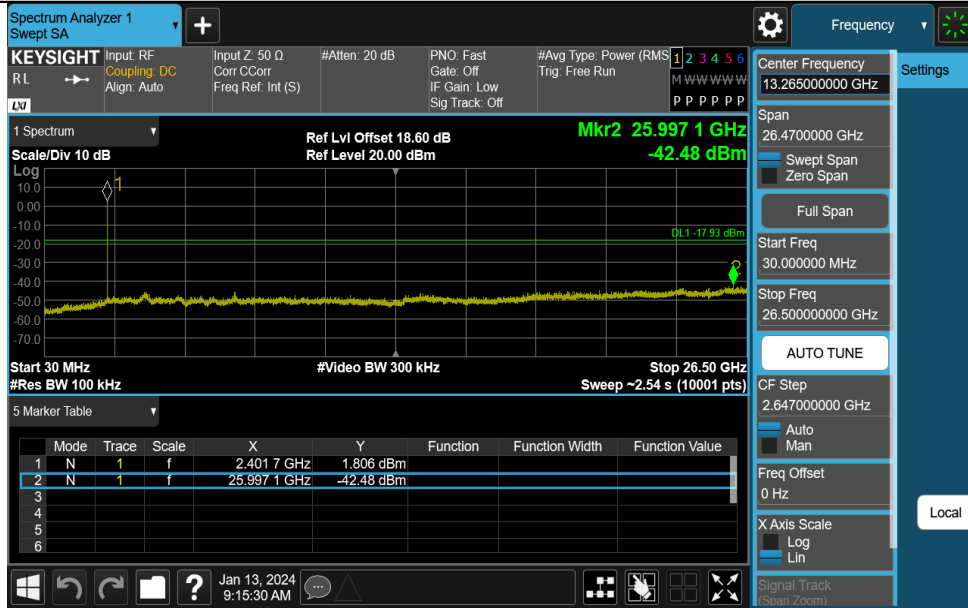 Spectrum Analyzer 1
Swept SA
+
Frequency
KEYSIGHT
RL
LXI
Input: RF
Coupling: DC
Align: Auto
Input Z: 50 Ω
Corr CCorr
Freq Ref: Int (S)
#Atten: 20 dB
PNO: Fast
Gate: Off
IF Gain: Low
Sig Track: Off
#Avg Type: Power (RMS
Trig: Free Run
1 2 3 4 5 6
M W W W W W
P P P P P P
1 Spectrum
Scale/Div 10 dB
Ref Lvl Offset 18.60 dB
Ref Level 20.00 dBm
Mkr2 25.997 1 GHz
-42.48 dBm
Log
10.0
0.00
-10.0
-20.0
-30.0
-40.0
-50.0
-60.0
-70.0
1
DL1 -17.93 dBm
2
Start 30 MHz
#Res BW 100 kHz
#Video BW 300 kHz
Stop 26.50 GHz
Sweep ~2.54 s (10001 pts)
5 Marker Table
Mode Trace Scale X Y Function Function Width Function Value
1 N 1 f 2.401 7 GHz 1.806 dBm
2 N 1 f 25.997 1 GHz -42.48 dBm
3
4
5
6
Center Frequency
13.265000000 GHz
Span
26.4700000 GHz
Swept Span
Zero Span
Full Span
Start Freq
30.000000 MHz
Stop Freq
26.500000000 GHz
AUTO TUNE
CF Step
2.647000000 GHz
Auto
Man
Freq Offset
0 Hz
X Axis Scale
Log
Lin
Signal Track
(Span Zoom)
Settings
Local
?
Jan 13, 2024
9:15:30 AM